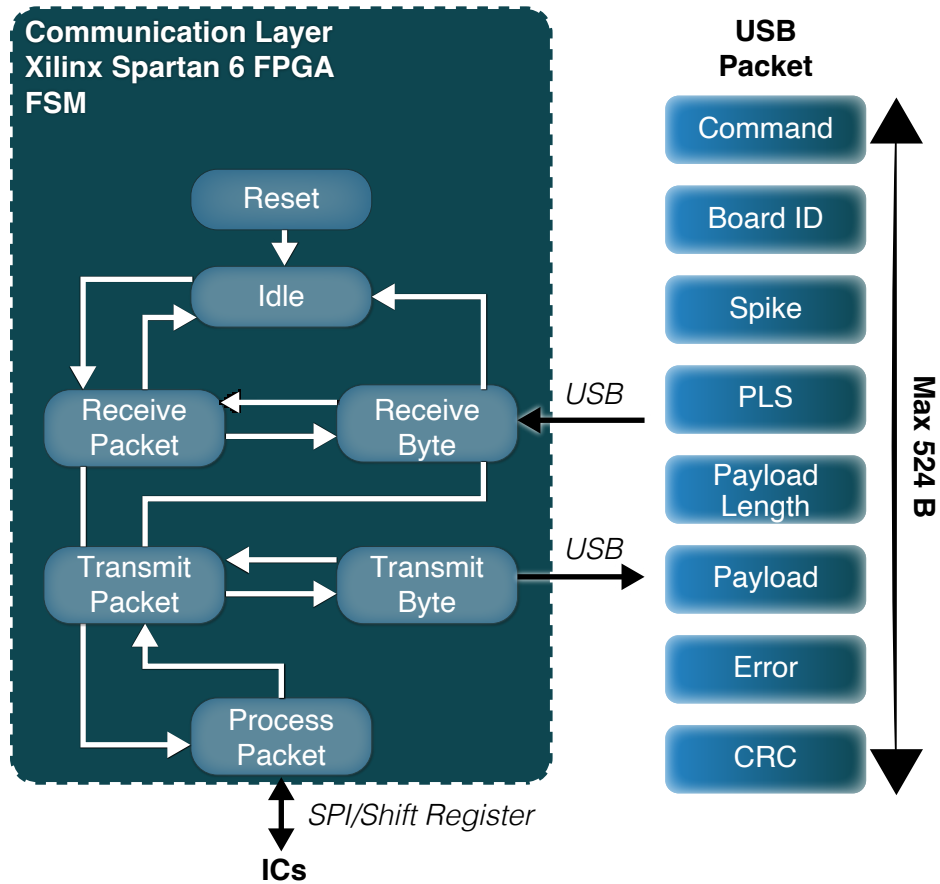 Communication Layer
Xilinx Spartan 6 FPGA
FSM
Reset
Idle
Receive
Packet
Receive
Byte
Transmit
Packet
Transmit
Byte
Process
Packet
USB
USB
SPI/Shift Register
ICs
USB
Packet
Command
Board ID
Spike
PLS
Payload
Length
Payload
Error
CRC
Max 524 B